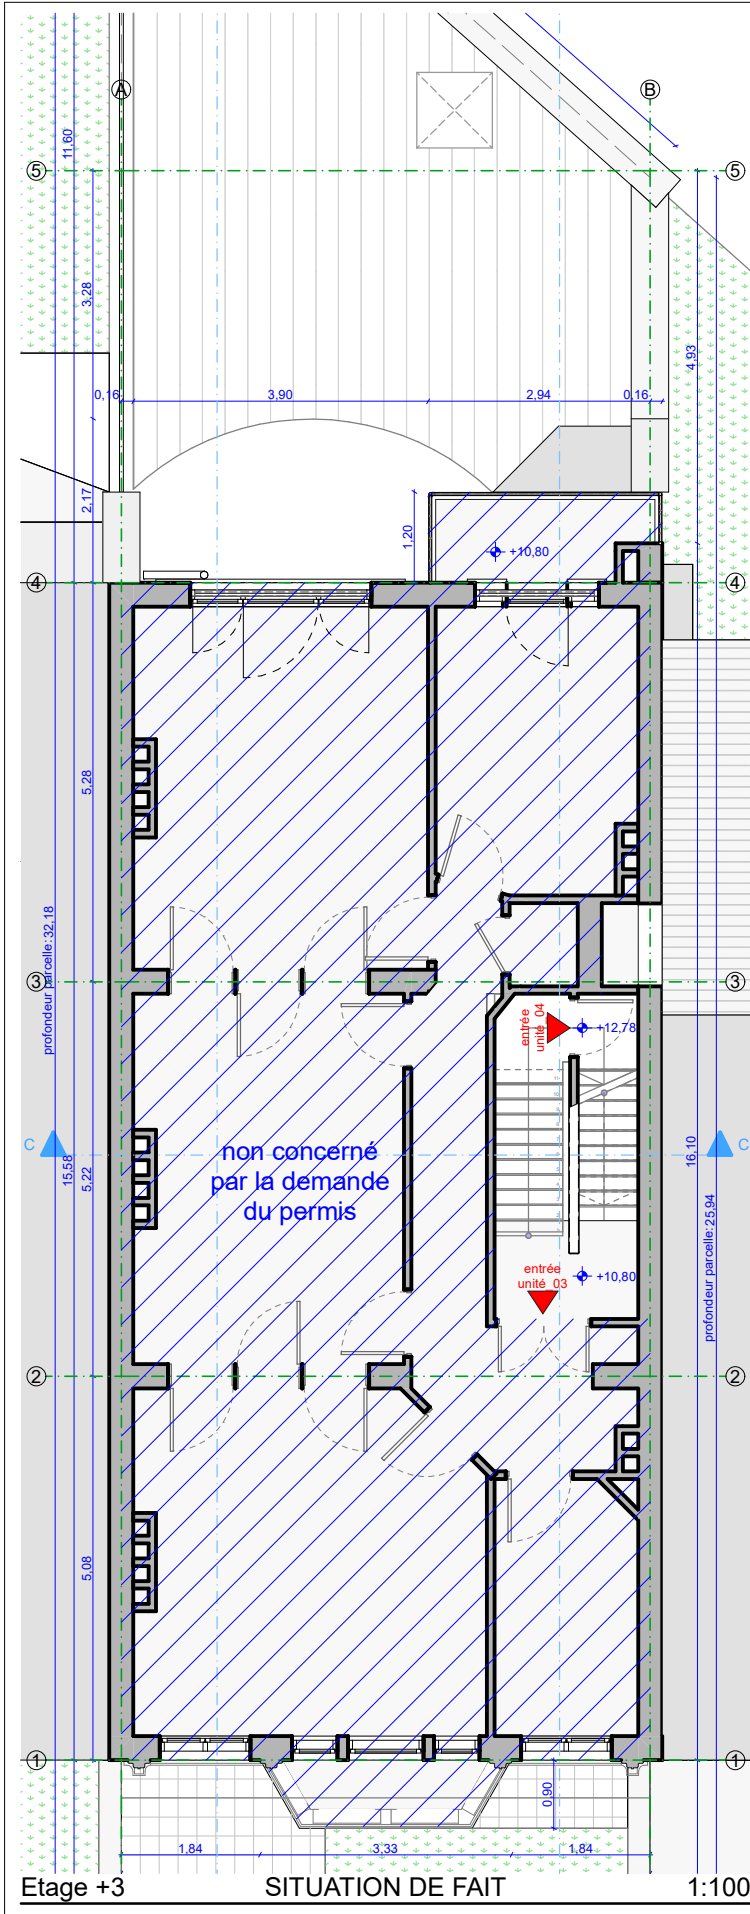 A
B
11,60
5
5
3,28
4,93
0,16
3,90
2,94
0,16
2,17
1,20
+10,80
4
4
5,28
profondeur parcelle: 32,18
3
3
entrée
unité 04
+12,78
C
C
non concerné
par la demande
du permis
15,58
5,22
16,10
profondeur parcelle: 25,94
entrée
unité 03
+10,80
2
2
5,08
1
1
0,90
1,84
3,33
1,84
Etage +3 SITUATION DE FAIT 1:100